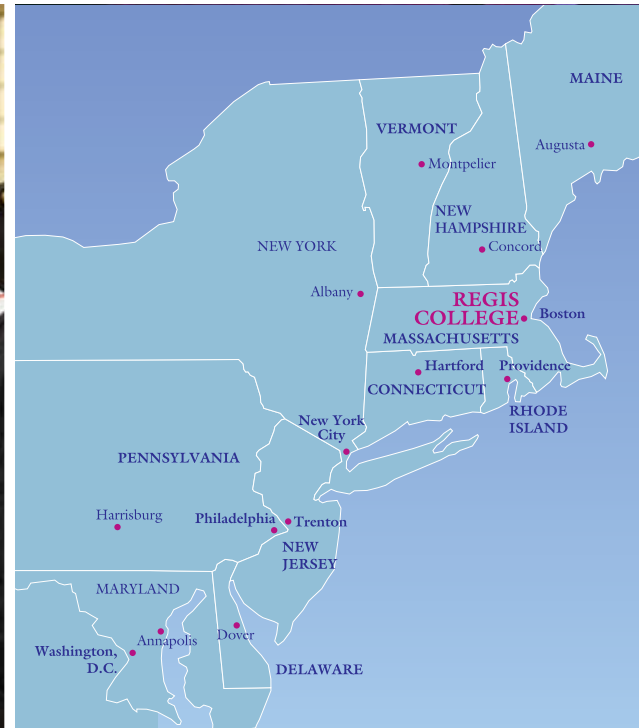 MAINE
VERMONT
Augusta
Montpelier
NEW
HAMPSHIRE
NEW YORK
Concord
Albany
REGIS
COLLEGE
Boston
MASSACHUSETTS
Hartford
Providence
CONNECTICUT
RHODE
ISLAND
New York
City
PENNSYLVANIA
Harrisburg
Philadelphia
Trenton
NEW
JERSEY
MARYLAND
Annapolis
Dover
Washington,
D.C.
DELAWARE